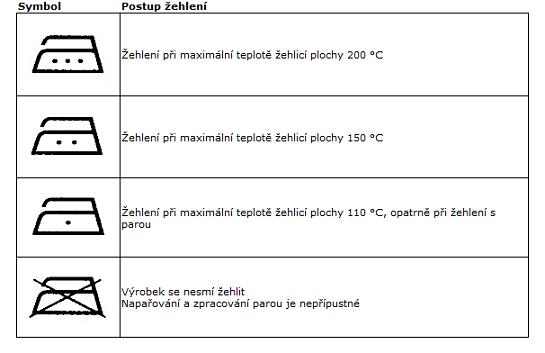 Symbol Postup žehlení
Žehlení při maximální teplotě žehlicí plochy 200 °C
Žehlení při maximální teplotě žehlicí plochy 150 °C
Žehlení při maximální teplotě žehlicí plochy 110 °C, opatrně při žehlení s
parou
Výrobek se nesmí žehlit
Napařování a zpracování parou je nepřípustné